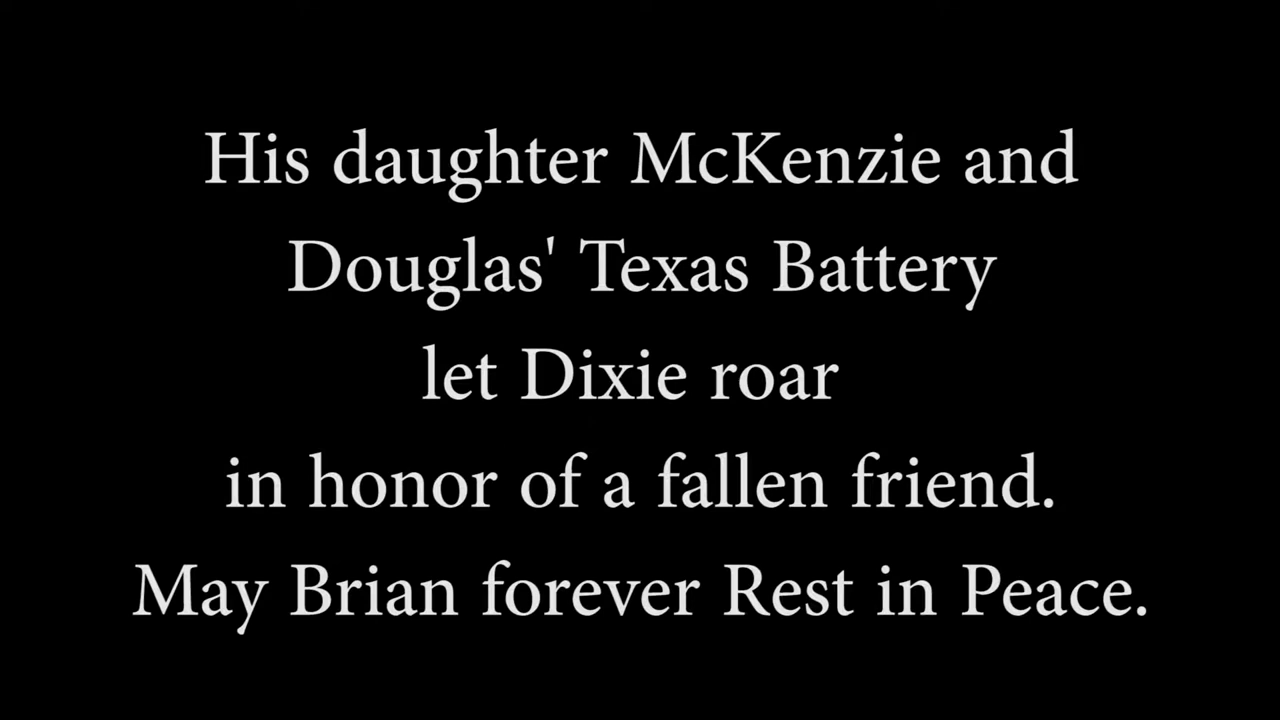 His daughter McKenzie and
Douglas' Texas Battery
let Dixie roar
in honor of a fallen friend.
May Brian forever Rest in Peace.